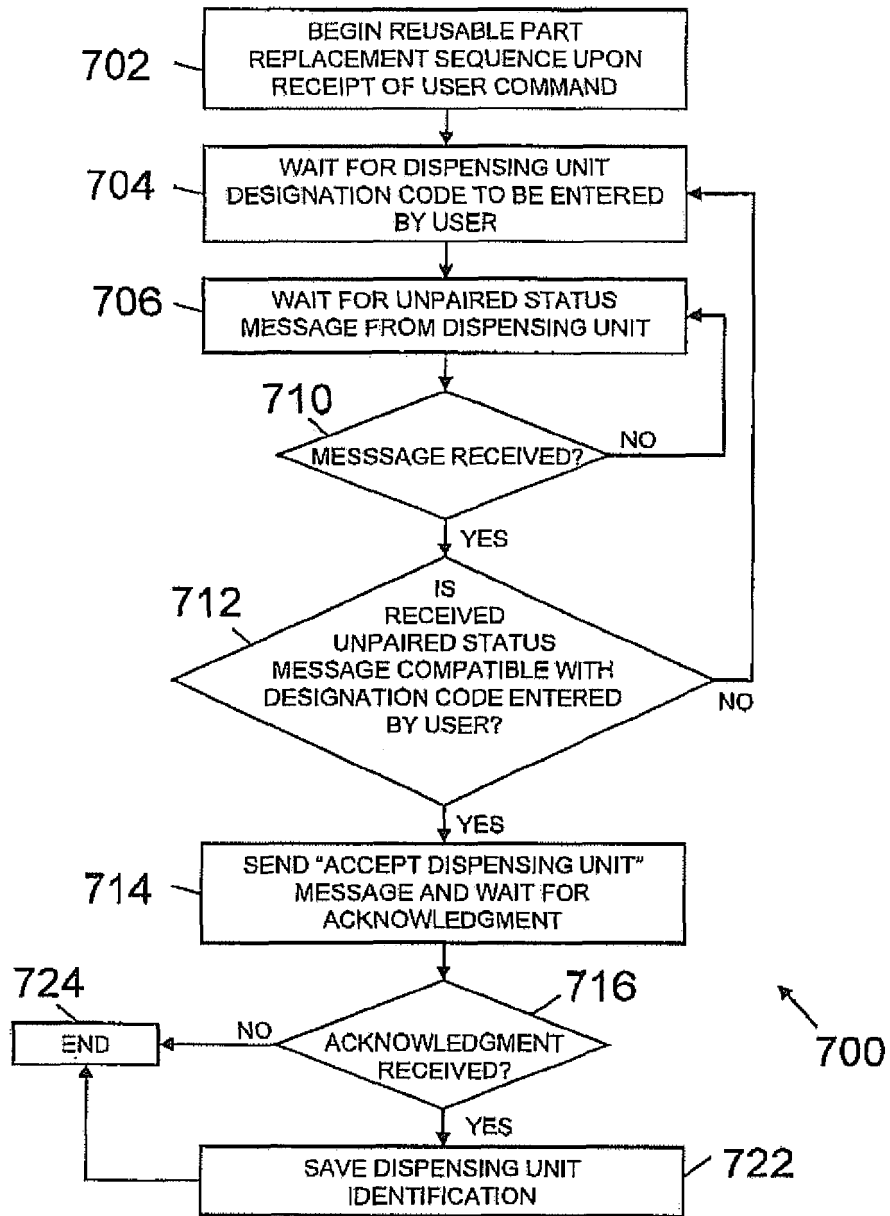 BEGIN REUSABLE PART
REPLACEMENT SEQUENCE UPON
RECEIPT OF USER COMMAND
702
WAIT FOR DISPENSING UNIT
DESIGNATION CODE TO BE ENTERED
BY USER
704
WAIT FOR UNPAIRED STATUS
MESSAGE FROM DISPENSING UNIT
706
710
MESSSAGE RECEIVED?
NO
YES
712
IS
RECEIVED
UNPAIRED STATUS
MESSAGE COMPATIBLE WITH
DESIGNATION CODE ENTERED
BY USER?
NO
YES
714
SEND "ACCEPT DISPENSING UNIT"
MESSAGE AND WAIT FOR
ACKNOWLEDGMENT
724
716
END
NO
ACKNOWLEDGMENT
RECEIVED?
700
YES
SAVE DISPENSING UNIT
IDENTIFICATION
722